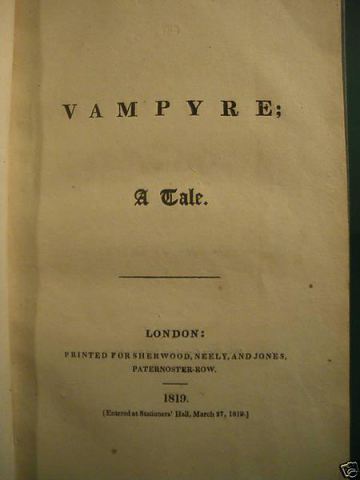 VAMPYRE;
A Tale.
LONDON:
PRINTED FOR SHERWOOD, NEELY, AND JONES,
PATERNOSTER-ROW.
1819.
[Entered at Stationers' Hall, March 27, 1819.]